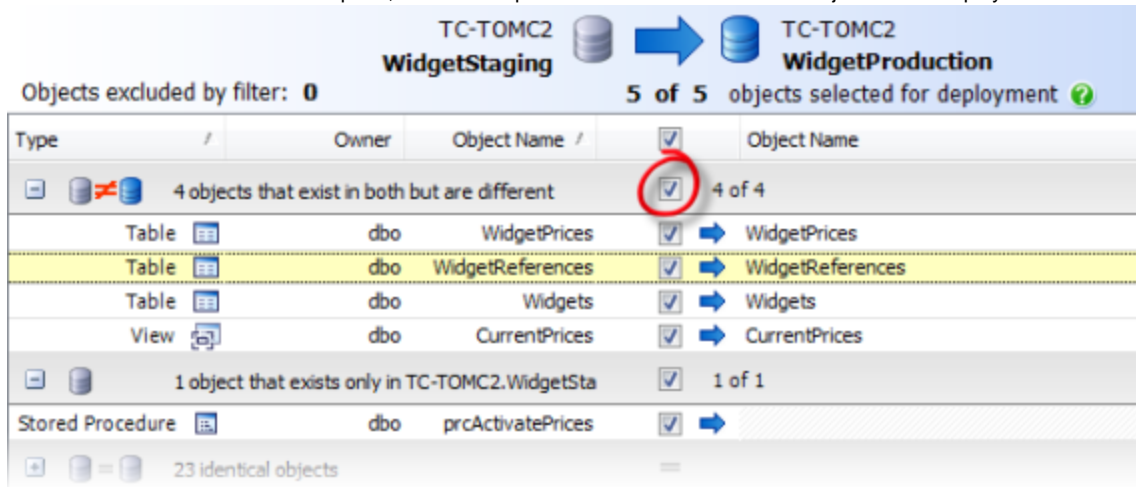 TC-TOMC2 TC-TOMC2
WidgetStaging WidgetProduction
Objects excluded by filter: 0 5 of 5 objects selected for deployment ?
Type Owner Object Name Object Name
4 objects that exist in both but are different 4 of 4
Table dbo WidgetPrices WidgetPrices
Table dbo WidgetReferences WidgetReferences
Table dbo Widgets Widgets
View dbo CurrentPrices CurrentPrices
1 object that exists only in TC-TOMC2.WidgetSta 1 of 1
Stored Procedure dbo prcActivatePrices
23 identical objects